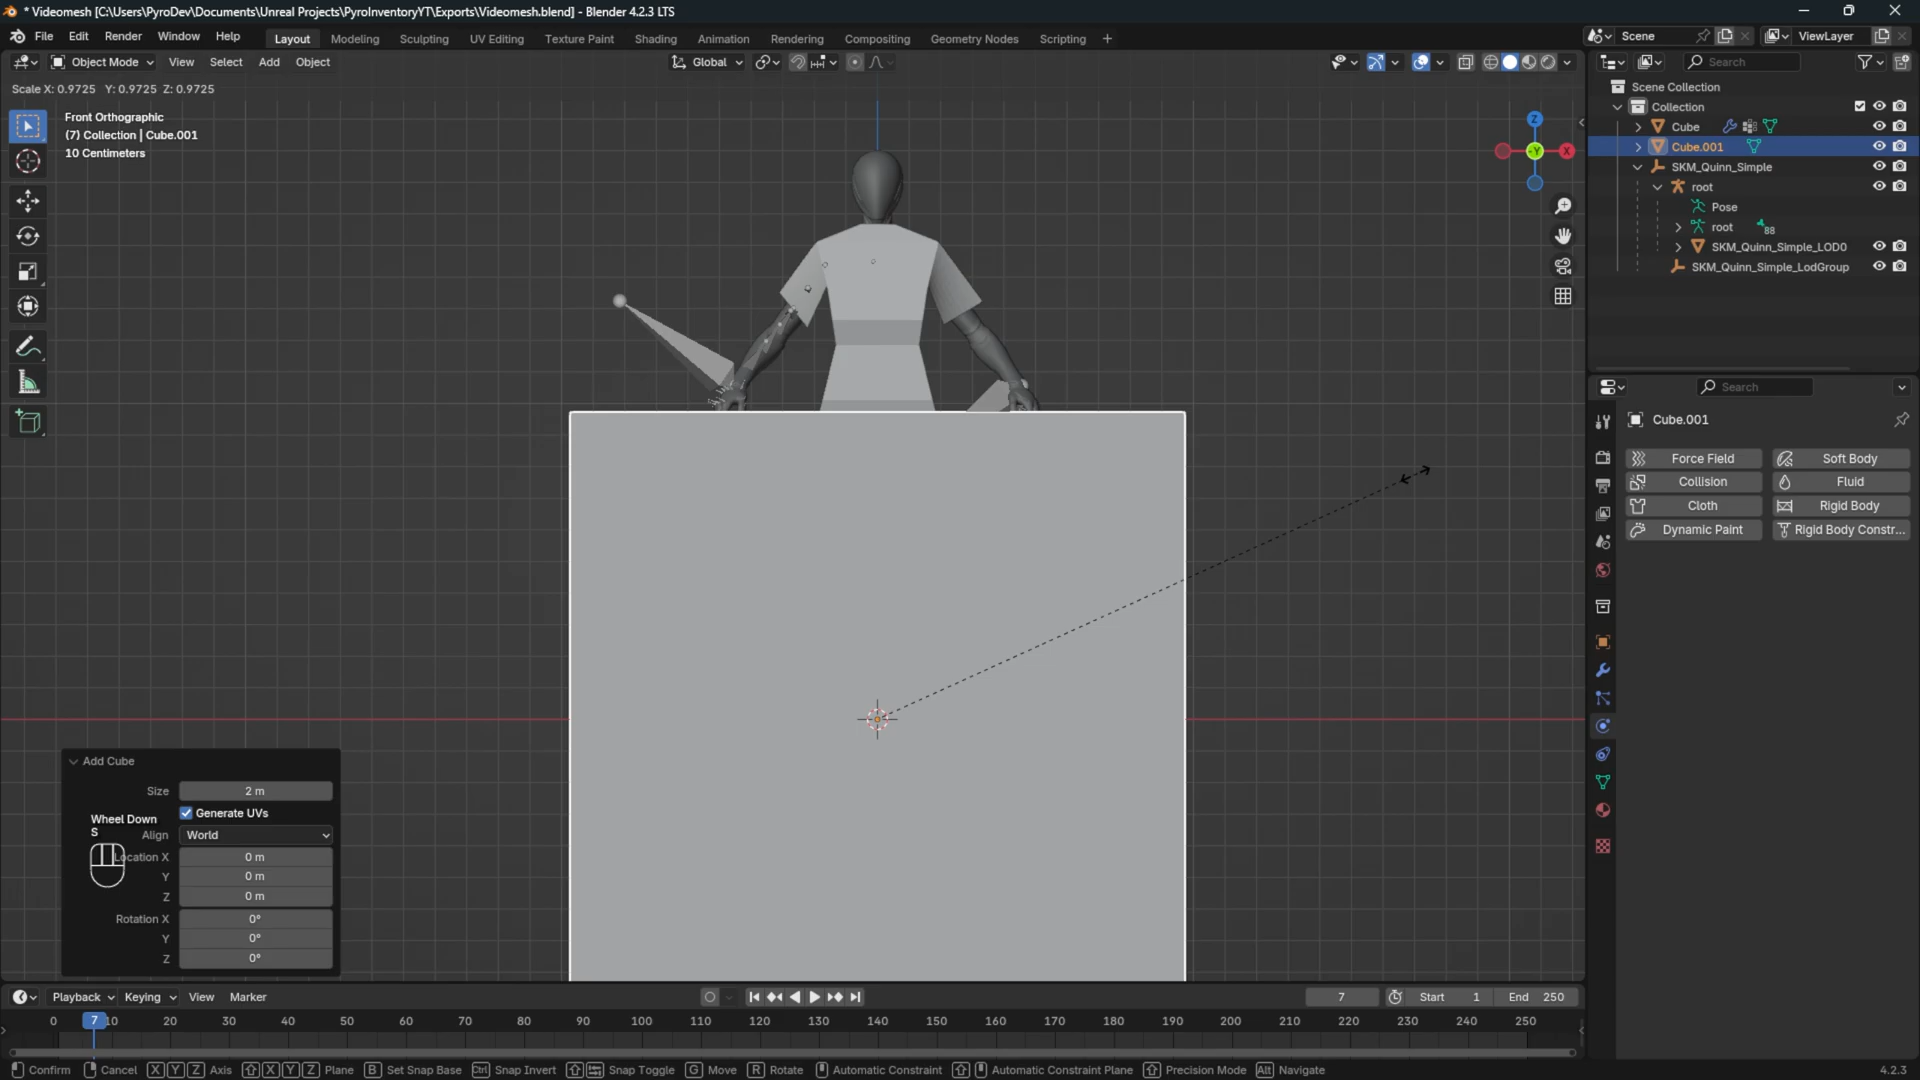 * Videomesh [C:\Users\PyroDev\Documents\Unreal Projects\PyroInventoryYT\Exports\Videomesh.blend] - Blender 4.2.3 LTS
File Edit Render Window Help Layout Modeling Sculpting UV Editing Texture Paint Shading Animation Rendering Compositing Geometry Nodes Scripting + Scene ViewLayer
Object Mode View Select Add Object Global Search
Scale X: 0.9725 Y: 0.9725 Z: 0.9725
Front Orthographic
(7) Collection | Cube.001
10 Centimeters
Z
-Y
X
Scene Collection
Collection
Cube
Cube.001
SKM_Quinn_Simple
root
Pose
root 88
SKM_Quinn_Simple_LOD0
SKM_Quinn_Simple_LodGroup
Search
Cube.001
Force Field Soft Body
Collision Fluid
Cloth Rigid Body
Dynamic Paint Rigid Body Constr...
Add Cube
Size 2 m
Generate UVs
Wheel Down
S
Align World
Location X 0 m
Y 0 m
Z 0 m
Rotation X 0°
Y 0°
Z 0°
Playback Keying View Marker 7 Start 1 End 250
0 7 10 20 30 40 50 60 70 80 90 100 110 120 130 140 150 160 170 180 190 200 210 220 230 240 250
Confirm Cancel X Y Z Axis X Y Z Plane B Set Snap Base Ctrl Snap Invert Snap Toggle G Move R Rotate Automatic Constraint Automatic Constraint Plane Precision Mode Alt Navigate 4.2.3